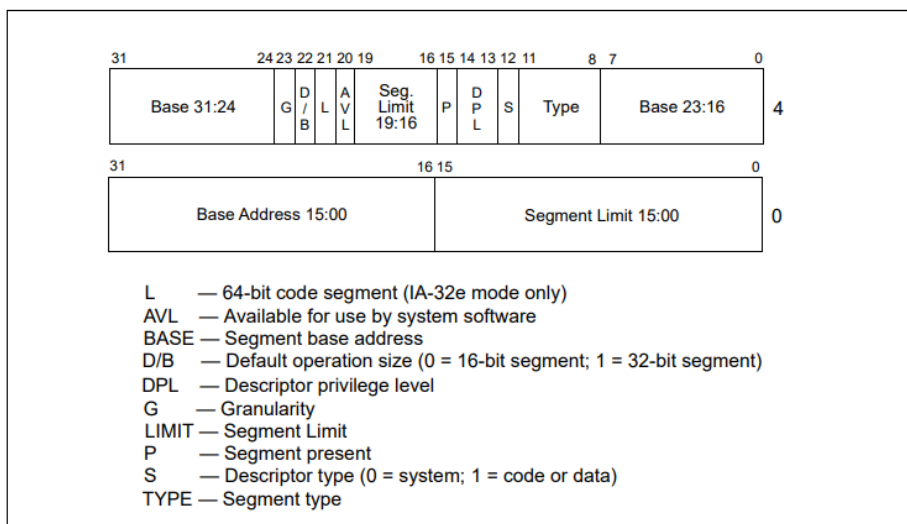 31 24 23 22 21 20 19 16 15 14 13 12 11 8 7 0
Base 31:24 G D/B L AVL Seg. Limit 19:16 P DPL S Type Base 23:16 4
31 16 15 0
Base Address 15:00 Segment Limit 15:00 0
L — 64-bit code segment (IA-32e mode only)
AVL — Available for use by system software
BASE — Segment base address
D/B — Default operation size (0 = 16-bit segment; 1 = 32-bit segment)
DPL — Descriptor privilege level
G — Granularity
LIMIT — Segment Limit
P — Segment present
S — Descriptor type (0 = system; 1 = code or data)
TYPE — Segment type